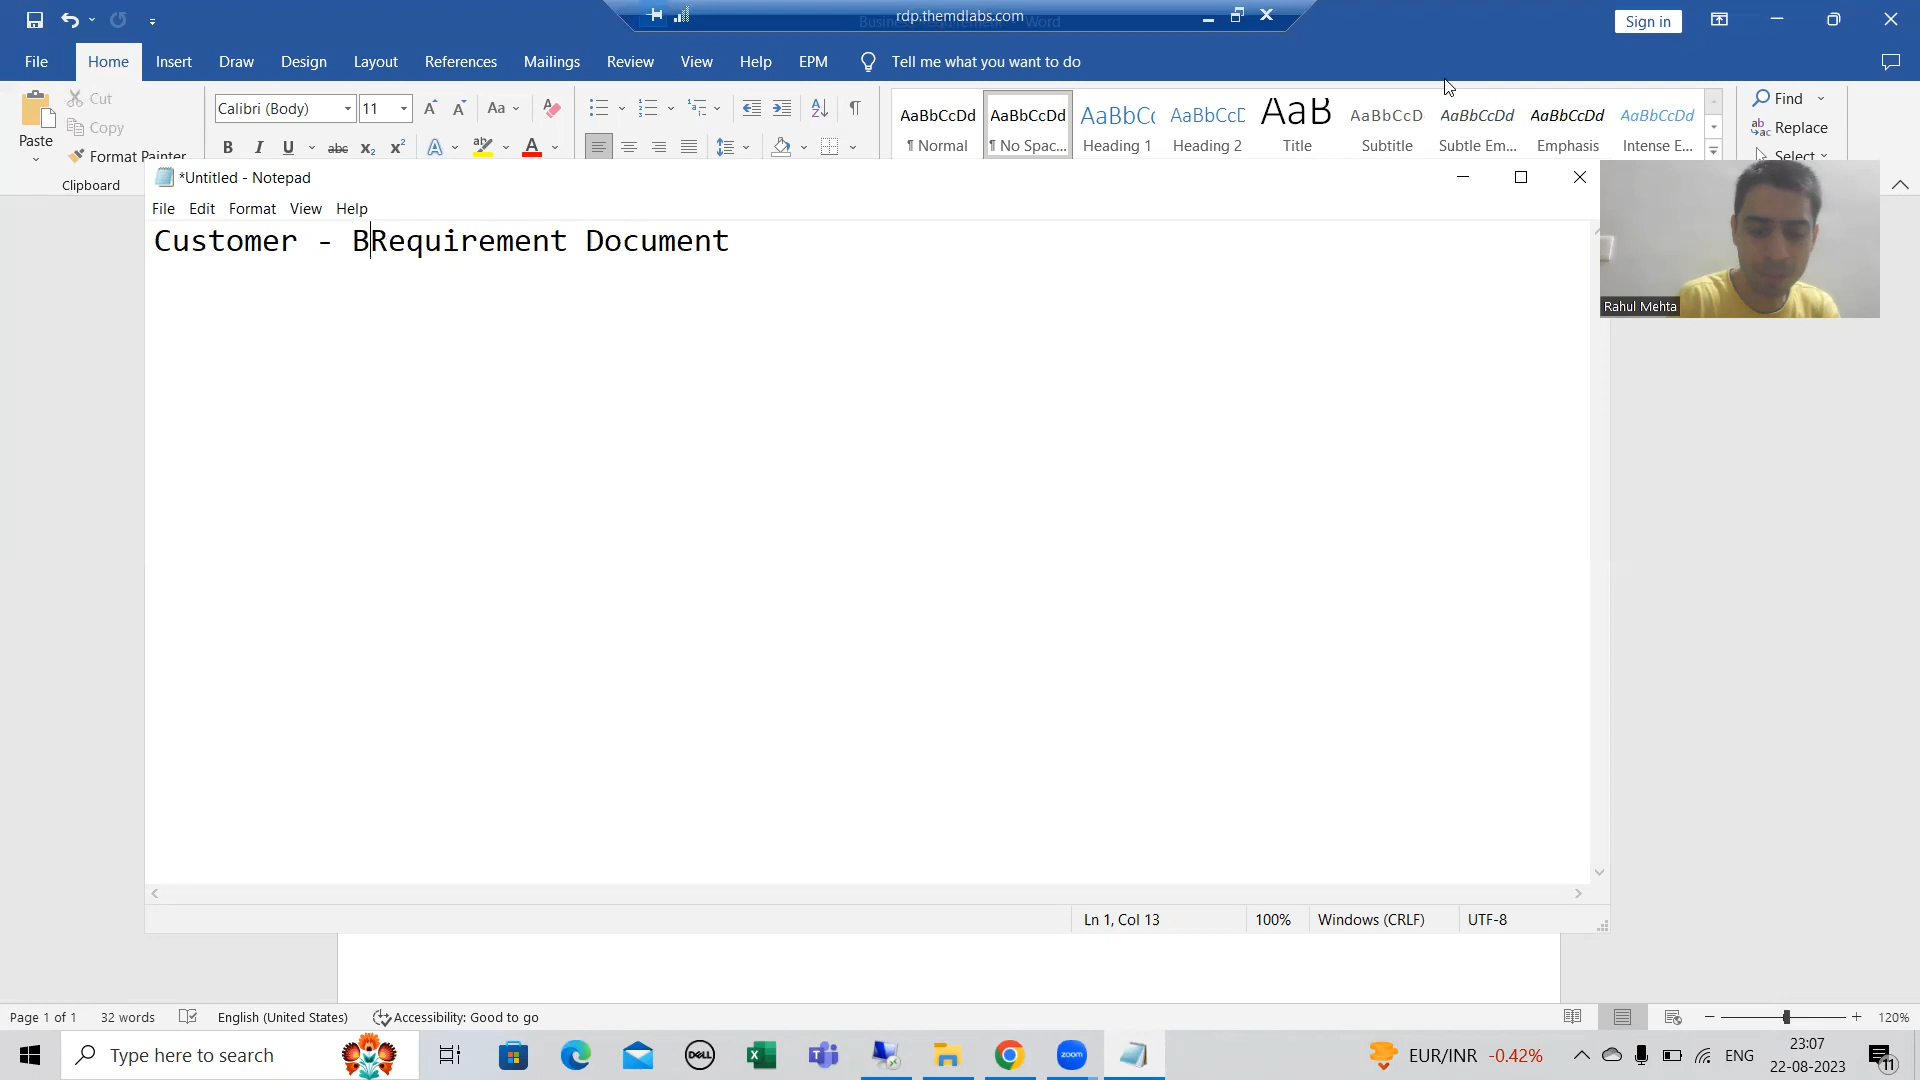 rdp.themdlabs.com
Sign in
File Home Insert Draw Design Layout References Mailings Review View Help EPM Tell me what you want to do
Paste
Cut
Copy
Format Painter
Clipboard
Calibri (Body) 11
AaBbCcDd ¶ Normal
AaBbCcDd ¶ No Spac...
AaBbCc Heading 1
AaBbCcD Heading 2
AaB Title
AaBbCcD Subtitle
AaBbCcDd Subtle Em...
AaBbCcDd Emphasis
AaBbCcDd Intense E...
Find
Replace
Select
*Untitled - Notepad
File Edit Format View Help
Customer - BRequirement Document
Rahul Mehta
Ln 1, Col 13 100% Windows (CRLF) UTF-8
Page 1 of 1 32 words English (United States) Accessibility: Good to go 120%
Type here to search
DELL
zoom
EUR/INR -0.42%
ENG
23:07
22-08-2023
11